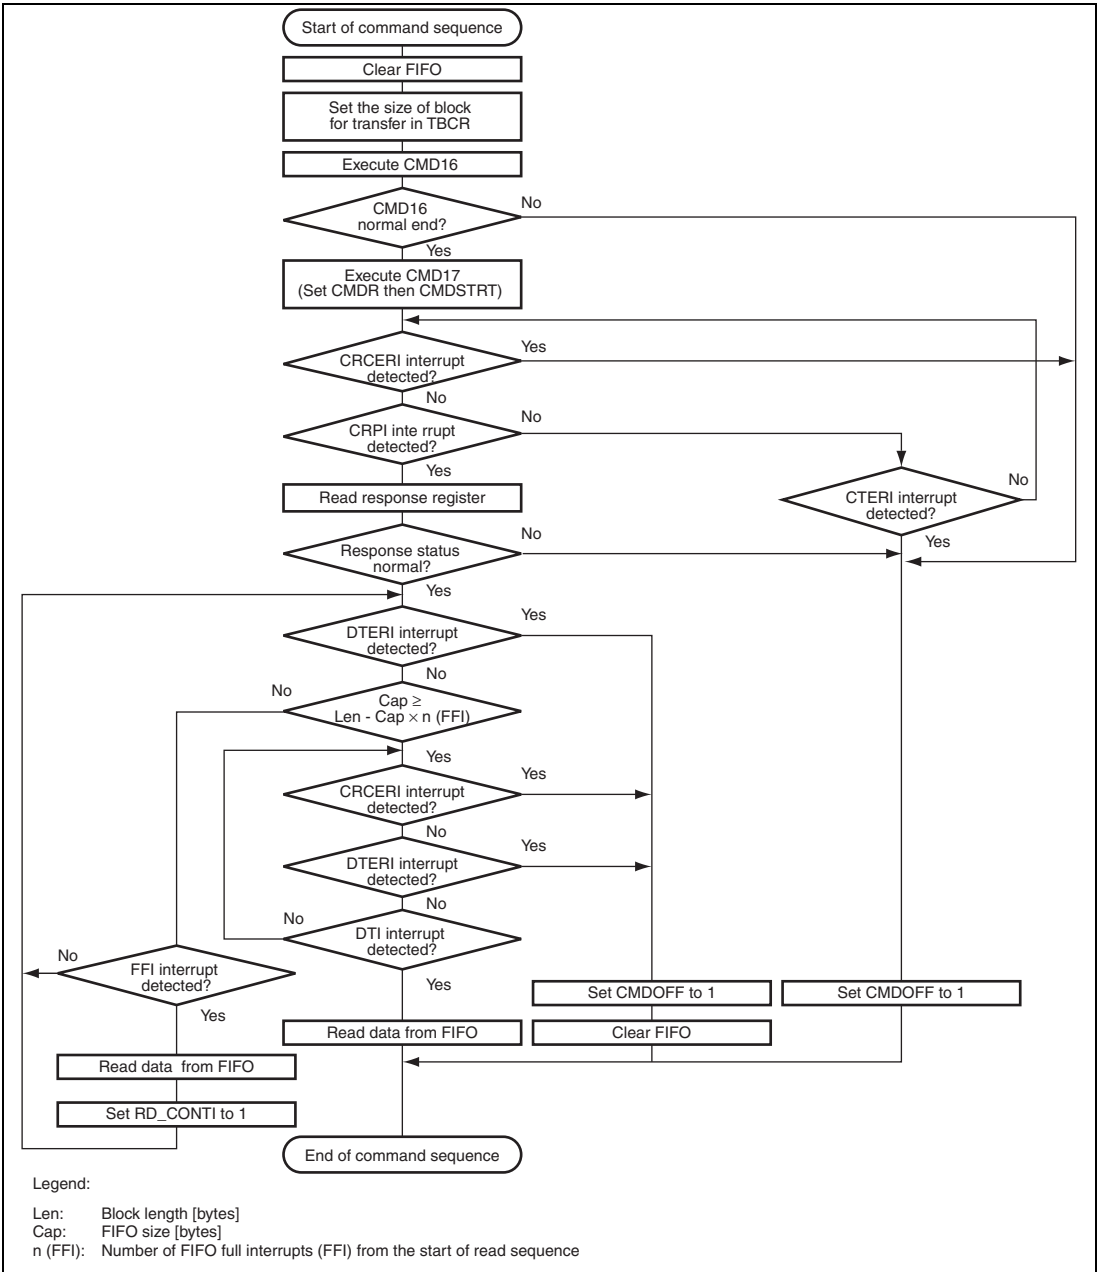 Start of command sequence
Clear FIFO
Set the size of block
for transfer in TBCR
Execute CMD16
CMD16
normal end?
No
Yes
Execute CMD17
(Set CMDR then CMDSTRT)
CRCERI interrupt
detected?
Yes
No
CRPI inte rrupt
detected?
No
Yes
Read response register
CTERI interrupt
detected?
No
Yes
Response status
normal?
No
Yes
DTERI interrupt
detected?
Yes
No
Cap ≥
Len - Cap × n (FFI)
No
Yes
CRCERI interrupt
detected?
Yes
No
DTERI interrupt
detected?
Yes
No
DTI interrupt
detected?
No
Yes
FFI interrupt
detected?
No
Yes
Set CMDOFF to 1
Set CMDOFF to 1
Read data from FIFO
Clear FIFO
Read data from FIFO
Set RD_CONTI to 1
End of command sequence
Legend:
Len: Block length [bytes]
Cap: FIFO size [bytes]
n (FFI): Number of FIFO full interrupts (FFI) from the start of read sequence